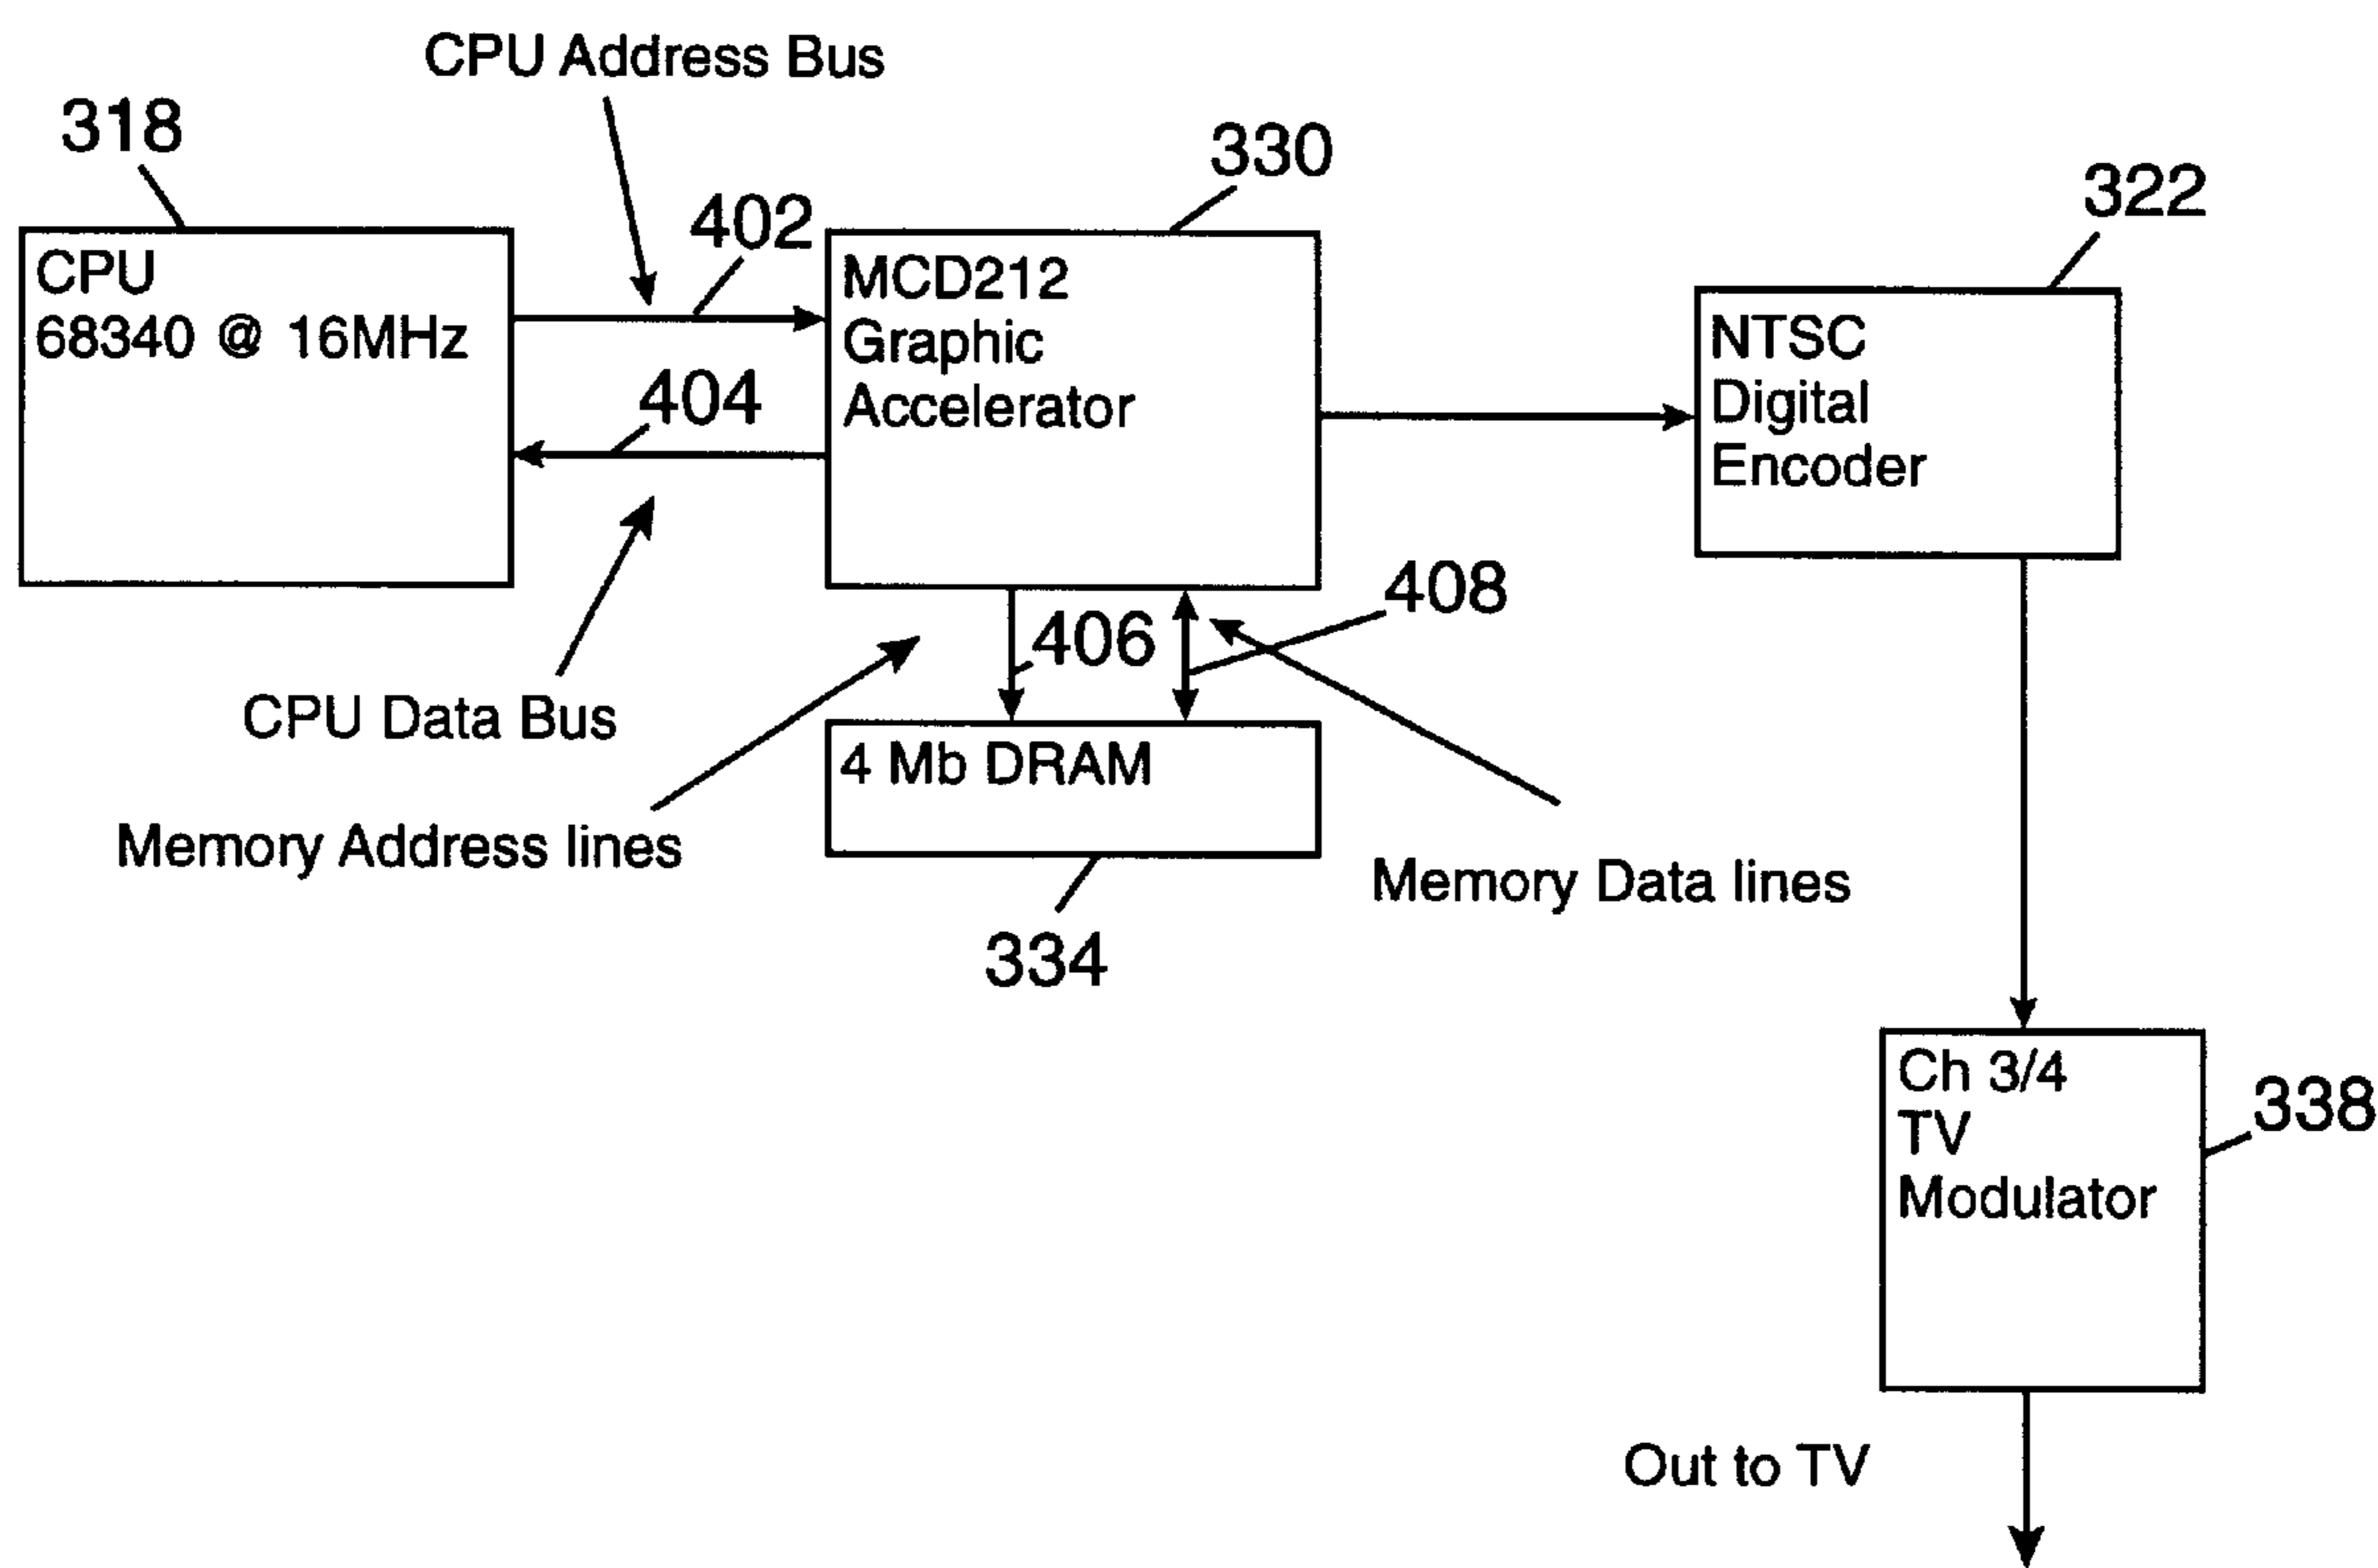 CPU Address Bus
318
330
322
402
CPU
68340 @ 16MHz
MCD212
Graphic
Accelerator
NTSC
Digital
Encoder
404
408
406
CPU Data Bus
4 Mb DRAM
Memory Address lines
Memory Data lines
334
Ch 3/4
TV
Modulator
338
Out to TV